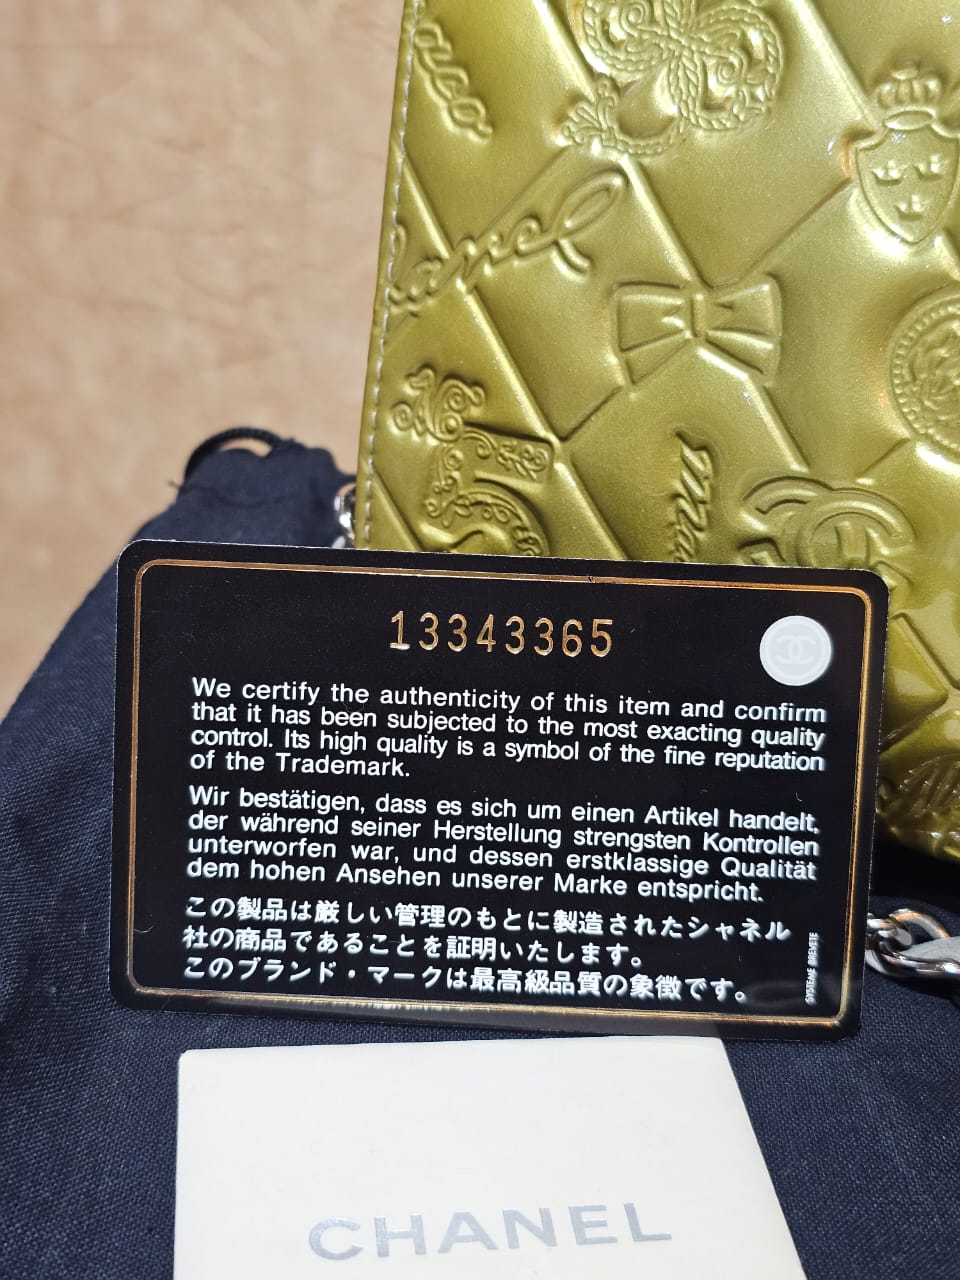 Chanel
5
13343365
We certify the authenticity of this item and confirm
that it has been subjected to the most exacting quality
control. Its high quality is a symbol of the fine reputation
of the Trademark.
Wir bestätigen, dass es sich um einen Artikel handelt,
der während seiner Herstellung strengsten Kontrollen
unterworfen war, und dessen erstklassige Qualität
dem hohen Ansehen unserer Marke entspricht.
この製品は厳しい管理のもとに製造されたシャネル
社の商品であることを証明いたします。
このブランド・マークは最高級品質の象徴です。
SYSTEME BREVETE
CHANEL